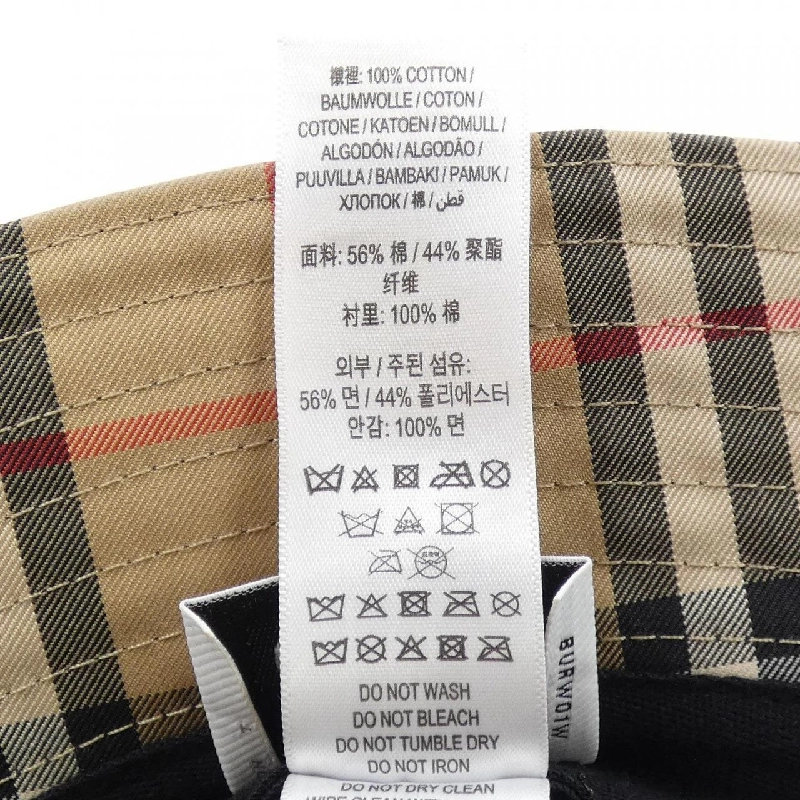 襯裡: 100% COTTON /
BAUMWOLLE / COTON /
COTONE / KATOEN / BOMULL /
ALGODÓN / ALGODÃO /
PUUVILLA / BAMBAKI / PAMUK /
ХЛОПОК / 棉 / قطن
面料: 56% 棉 / 44% 聚酯
纤维
衬里: 100% 棉
외부 / 주된 섬유:
56% 면 / 44% 폴리에스터
안감: 100% 면
DO NOT WASH
DO NOT BLEACH
DO NOT TUMBLE DRY
DO NOT IRON
DO NOT DRY CLEAN
BURW01W